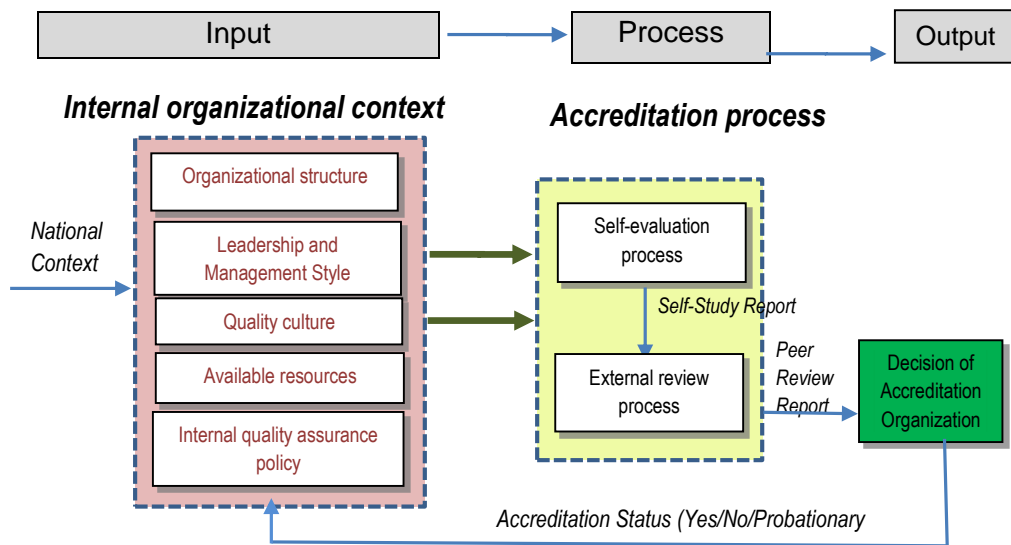 Input
Process
Output
Internal organizational context
Accreditation process
National
Context
Organizational structure
Leadership and
Management Style
Quality culture
Available resources
Internal quality assurance
policy
Self-evaluation
process
Self-Study Report
External review
process
Peer
Review
Report
Decision of
Accreditation
Organization
Accreditation Status (Yes/No/Probationary